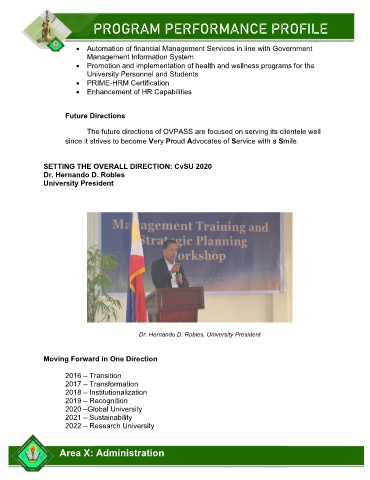 PROGRAM PERFORMANCE PROFILE
• Automation of financial Management Services in line with Government
Management Information System
• Promotion and implementation of health and wellness programs for the
University Personnel and Students
• PRIME-HRM Certification
• Enhancement of HR Capabilities
Future Directions
The future directions of OVPASS are focused on serving its clientele well
since it strives to become Very Proud Advocates of Service with a Smile.
SETTING THE OVERALL DIRECTION: CvSU 2020
Dr. Hernando D. Robles
University President
Management Training and
Strategic Planning
Workshop
Dr. Hernando D. Robles, University President
Moving Forward in One Direction
2016 – Transition
2017 – Transformation
2018 – Institutionalization
2019 – Recognition
2020 –Global University
2021 – Sustainability
2022 – Research University
Area X: Administration